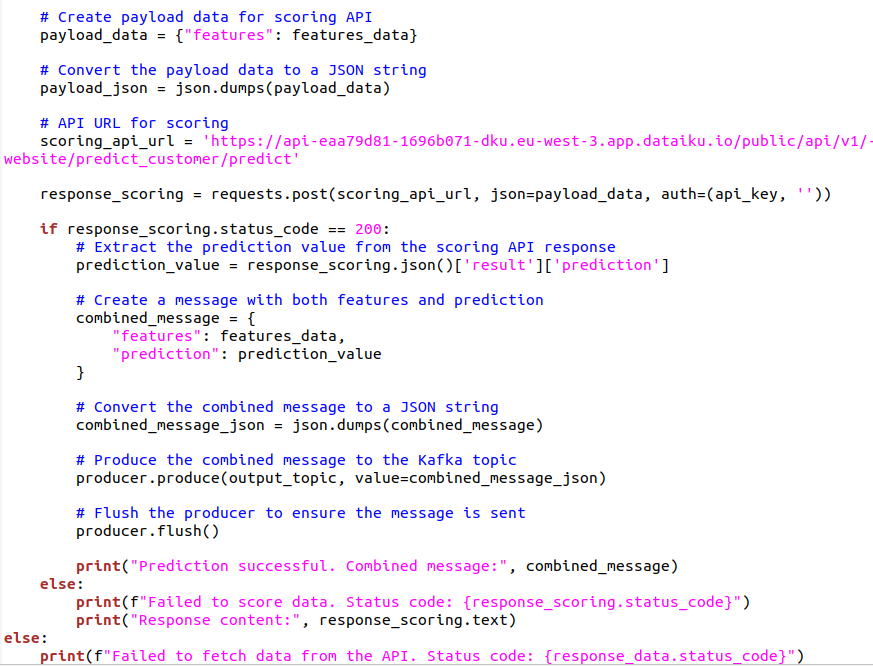 # Create payload data for scoring API
    payload_data = {"features": features_data}

    # Convert the payload data to a JSON string
    payload_json = json.dumps(payload_data)

    # API URL for scoring
    scoring_api_url = 'https://api-eaa79d81-1696b071-dku.eu-west-3.app.dataiku.io/public/api/v1/-
website/predict_customer/predict'

    response_scoring = requests.post(scoring_api_url, json=payload_data, auth=(api_key, ''))

    if response_scoring.status_code == 200:
        # Extract the prediction value from the scoring API response
        prediction_value = response_scoring.json()['result']['prediction']

        # Create a message with both features and prediction
        combined_message = {
            "features": features_data,
            "prediction": prediction_value
        }

        # Convert the combined message to a JSON string
        combined_message_json = json.dumps(combined_message)

        # Produce the combined message to the Kafka topic
        producer.produce(output_topic, value=combined_message_json)

        # Flush the producer to ensure the message is sent
        producer.flush()

        print("Prediction successful. Combined message:", combined_message)
    else:
        print(f"Failed to score data. Status code: {response_scoring.status_code}")
        print("Response content:", response_scoring.text)
else:
    print(f"Failed to fetch data from the API. Status code: {response_data.status_code}")